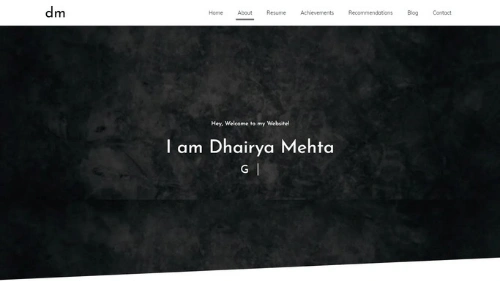 dm
Home About Resume Achievements Recommendations Blog Contact
Hey, Welcome to my Website!
I am Dhairya Mehta
G |